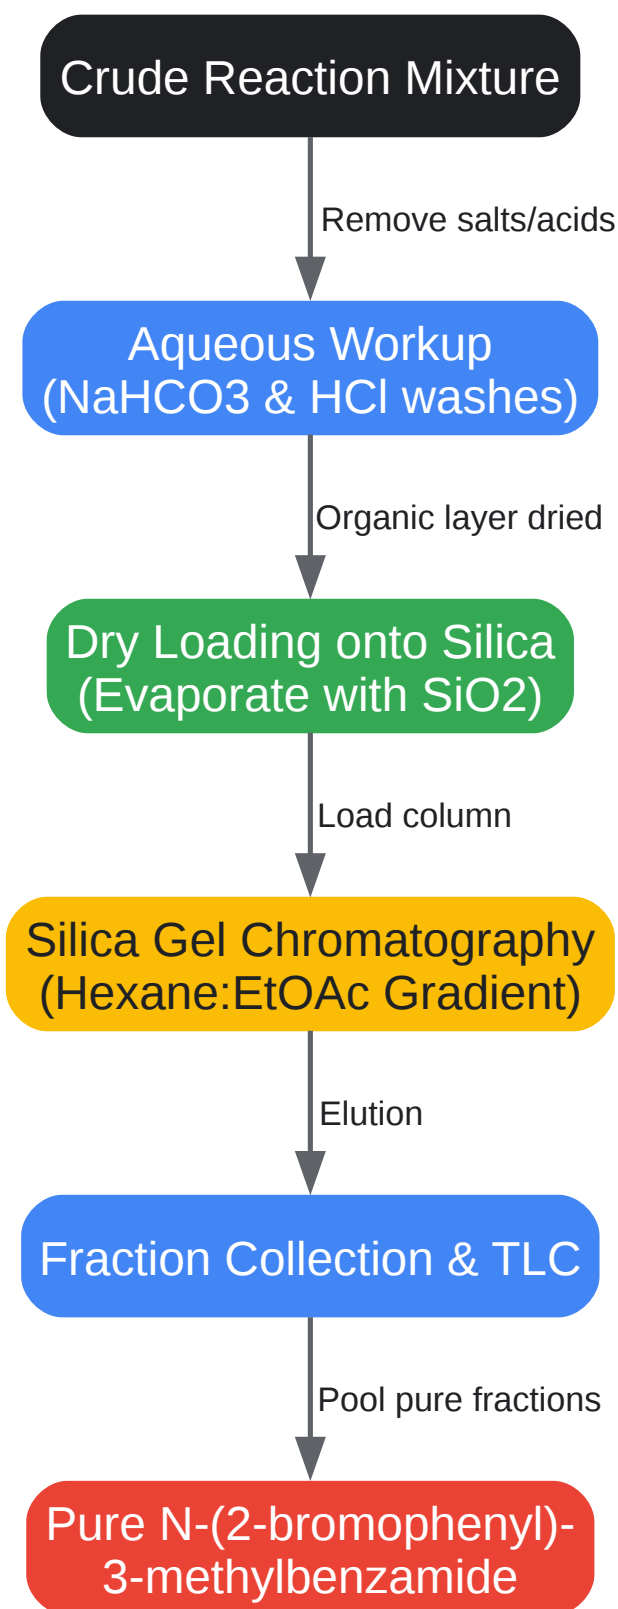 Crude Reaction Mixture
Remove salts/acids
Aqueous Workup
(NaHCO3 & HCl washes)
Organic layer dried
Dry Loading onto Silica
(Evaporate with SiO2)
Load column
Silica Gel Chromatography
(Hexane:EtOAc Gradient)
Elution
Fraction Collection & TLC
Pool pure fractions
Pure N-(2-bromophenyl)-
3-methylbenzamide